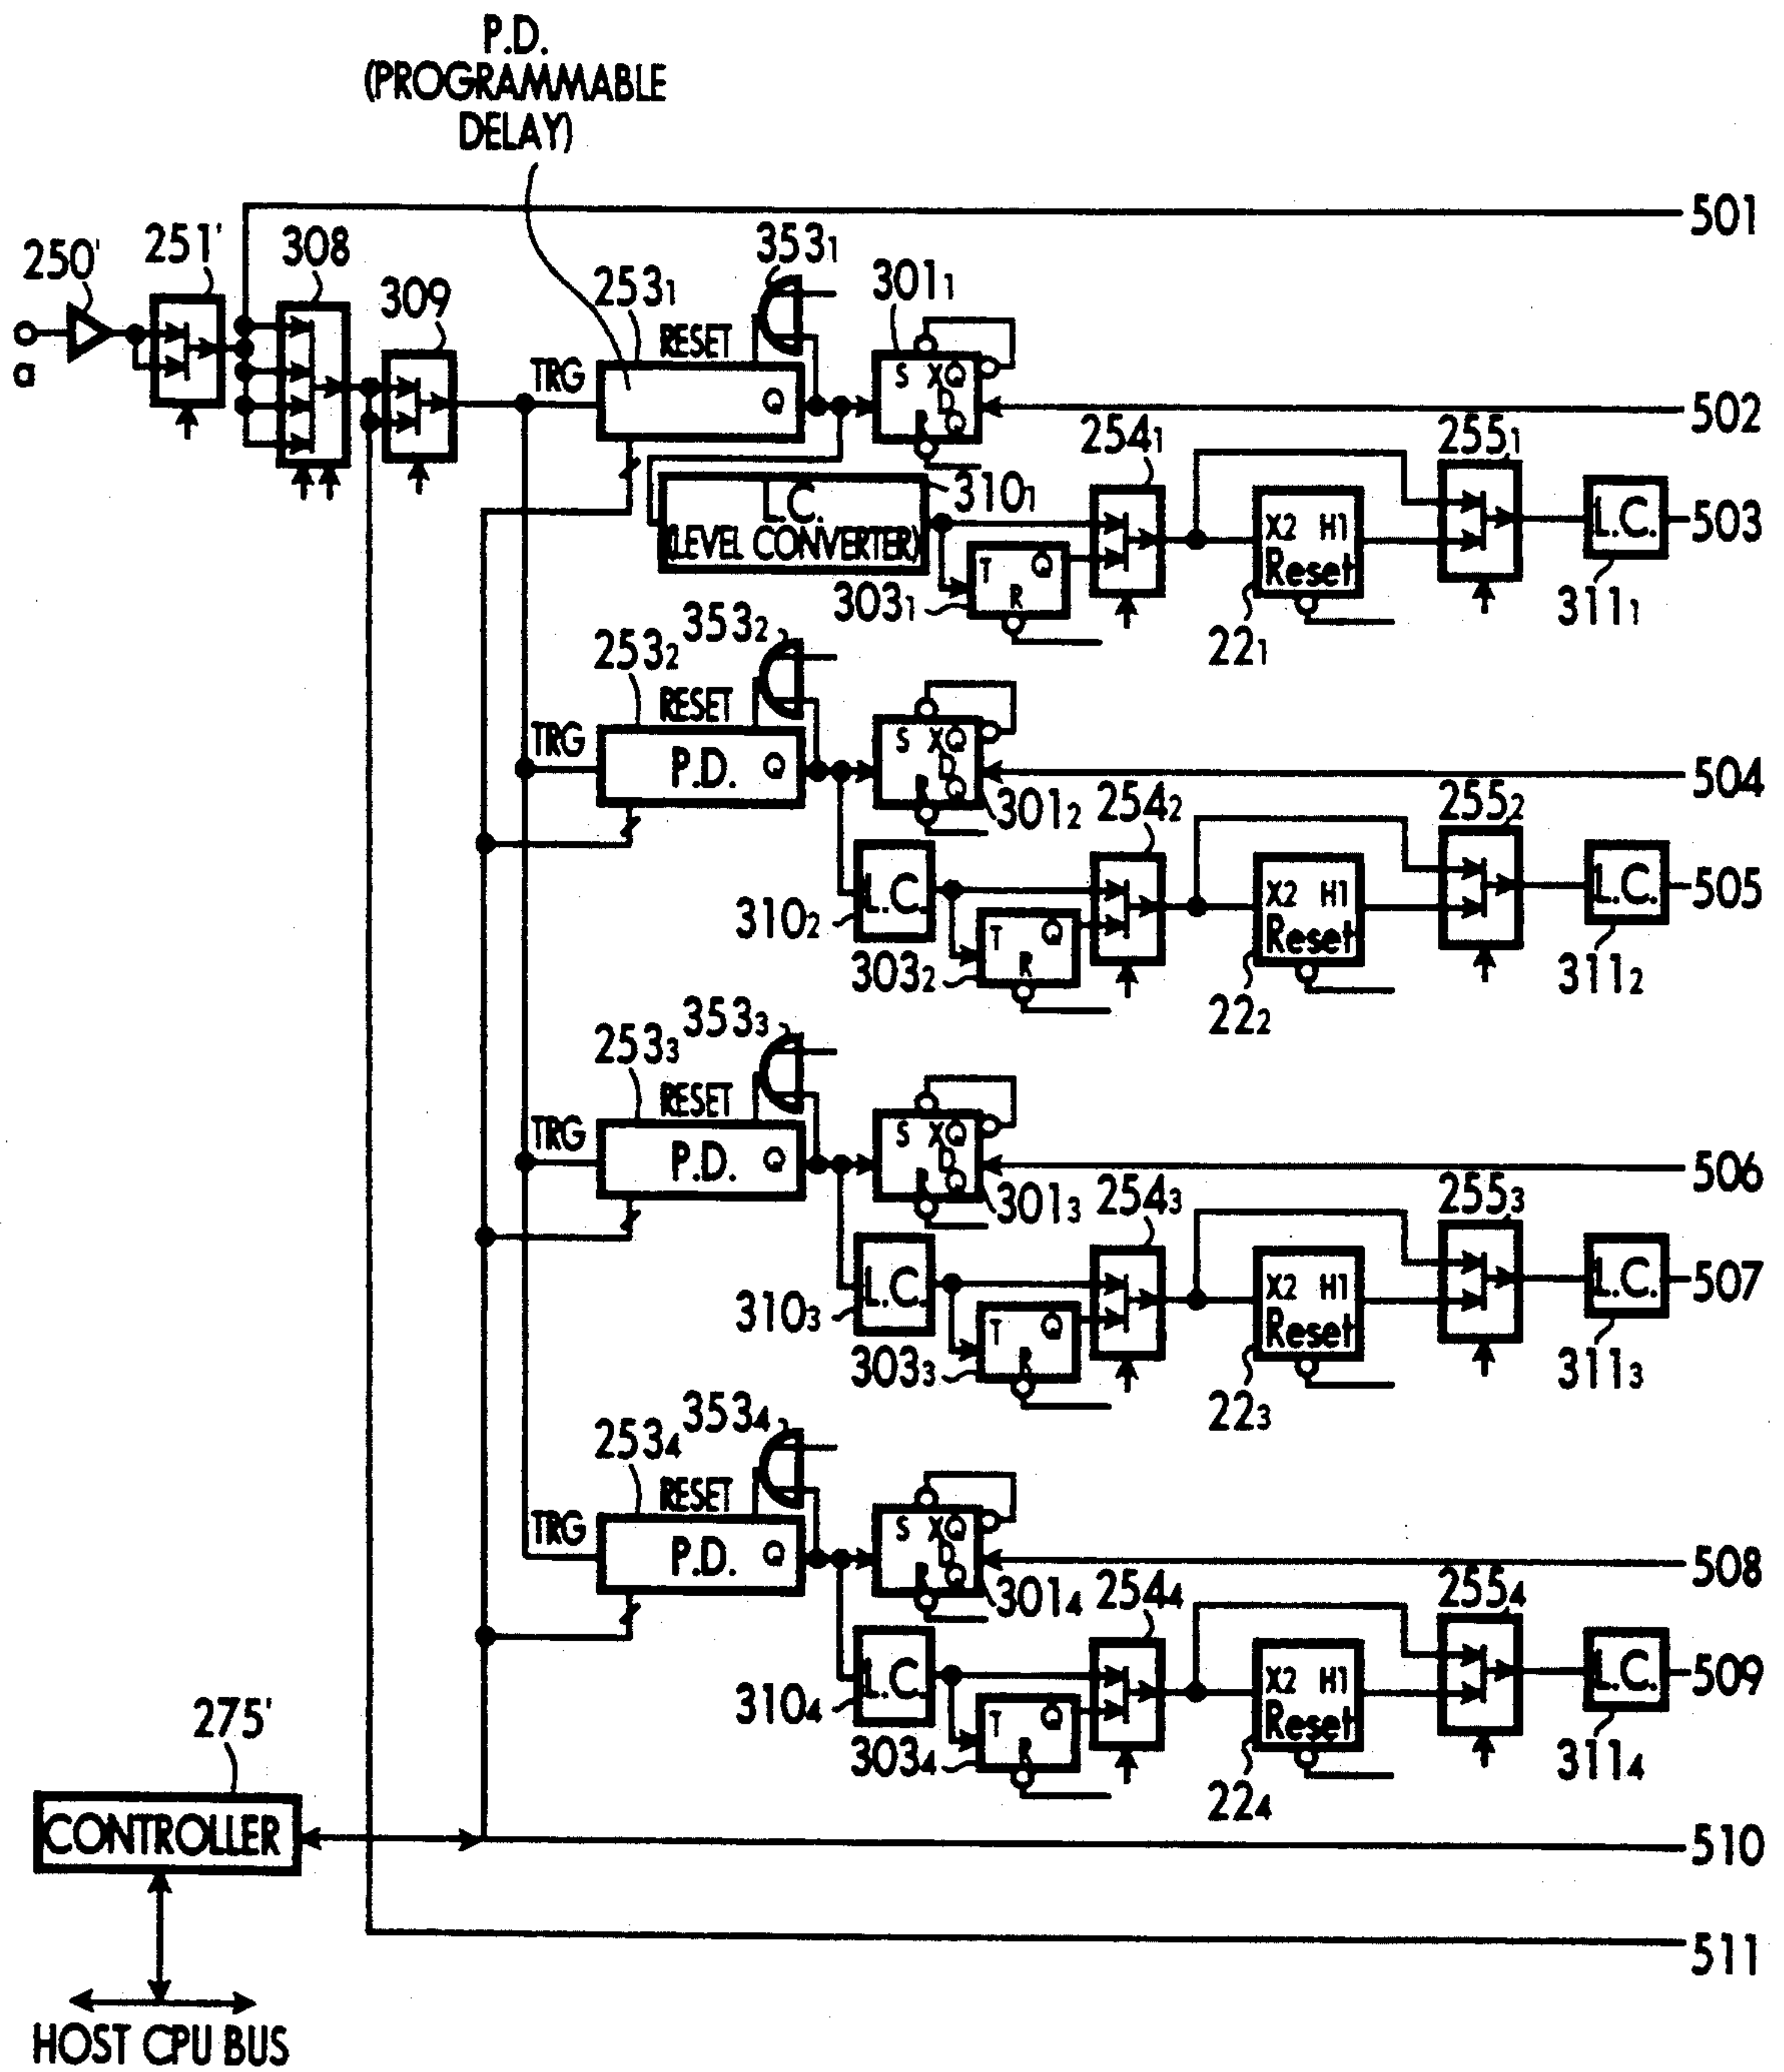 P.D.
(PROGRAMMABLE
DELAY)
501
250'
251'
308
309
253₁
353₁
301₁
a
RESET
TRG
Q
S XQ
D
R Q
502
254₁
255₁
L.C.
(LEVEL CONVERTER)
310₁
T Q
R
303₁
X2 H1
Reset
22₁
L.C.
503
311₁
253₂
353₂
RESET
TRG
P.D. Q
S XQ
D
R Q
301₂
504
254₂
255₂
L.C.
310₂
T Q
R
303₂
X2 H1
Reset
22₂
L.C.
505
311₂
253₃
353₃
RESET
TRG
P.D. Q
S XQ
D
R Q
301₃
506
254₃
255₃
L.C.
310₃
T Q
R
303₃
X2 H1
Reset
22₃
L.C.
507
311₃
253₄
353₄
RESET
TRG
P.D. Q
S XQ
D
R Q
301₄
508
254₄
255₄
L.C.
310₄
T Q
R
303₄
X2 H1
Reset
22₄
L.C.
509
311₄
275'
CONTROLLER
510
511
HOST CPU BUS